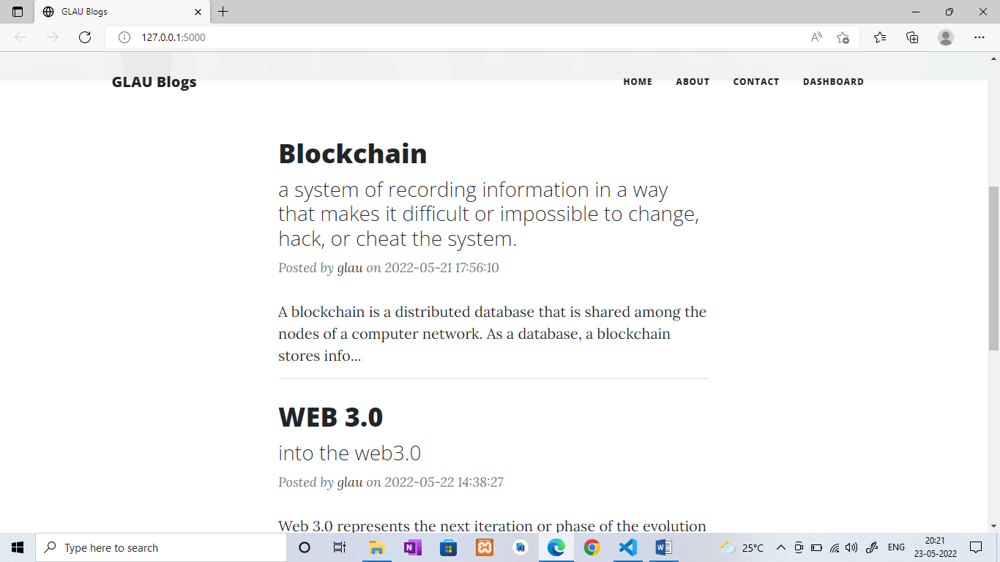 GLAU Blogs
127.0.0.1:5000
GLAU Blogs
HOME ABOUT CONTACT DASHBOARD
Blockchain
a system of recording information in a way
that makes it difficult or impossible to change,
hack, or cheat the system.
Posted by glau on 2022-05-21 17:56:10
A blockchain is a distributed database that is shared among the
nodes of a computer network. As a database, a blockchain
stores info...
WEB 3.0
into the web3.0
Posted by glau on 2022-05-22 14:38:27
Web 3.0 represents the next iteration or phase of the evolution
Type here to search
25°C
ENG
20:21
23-05-2022